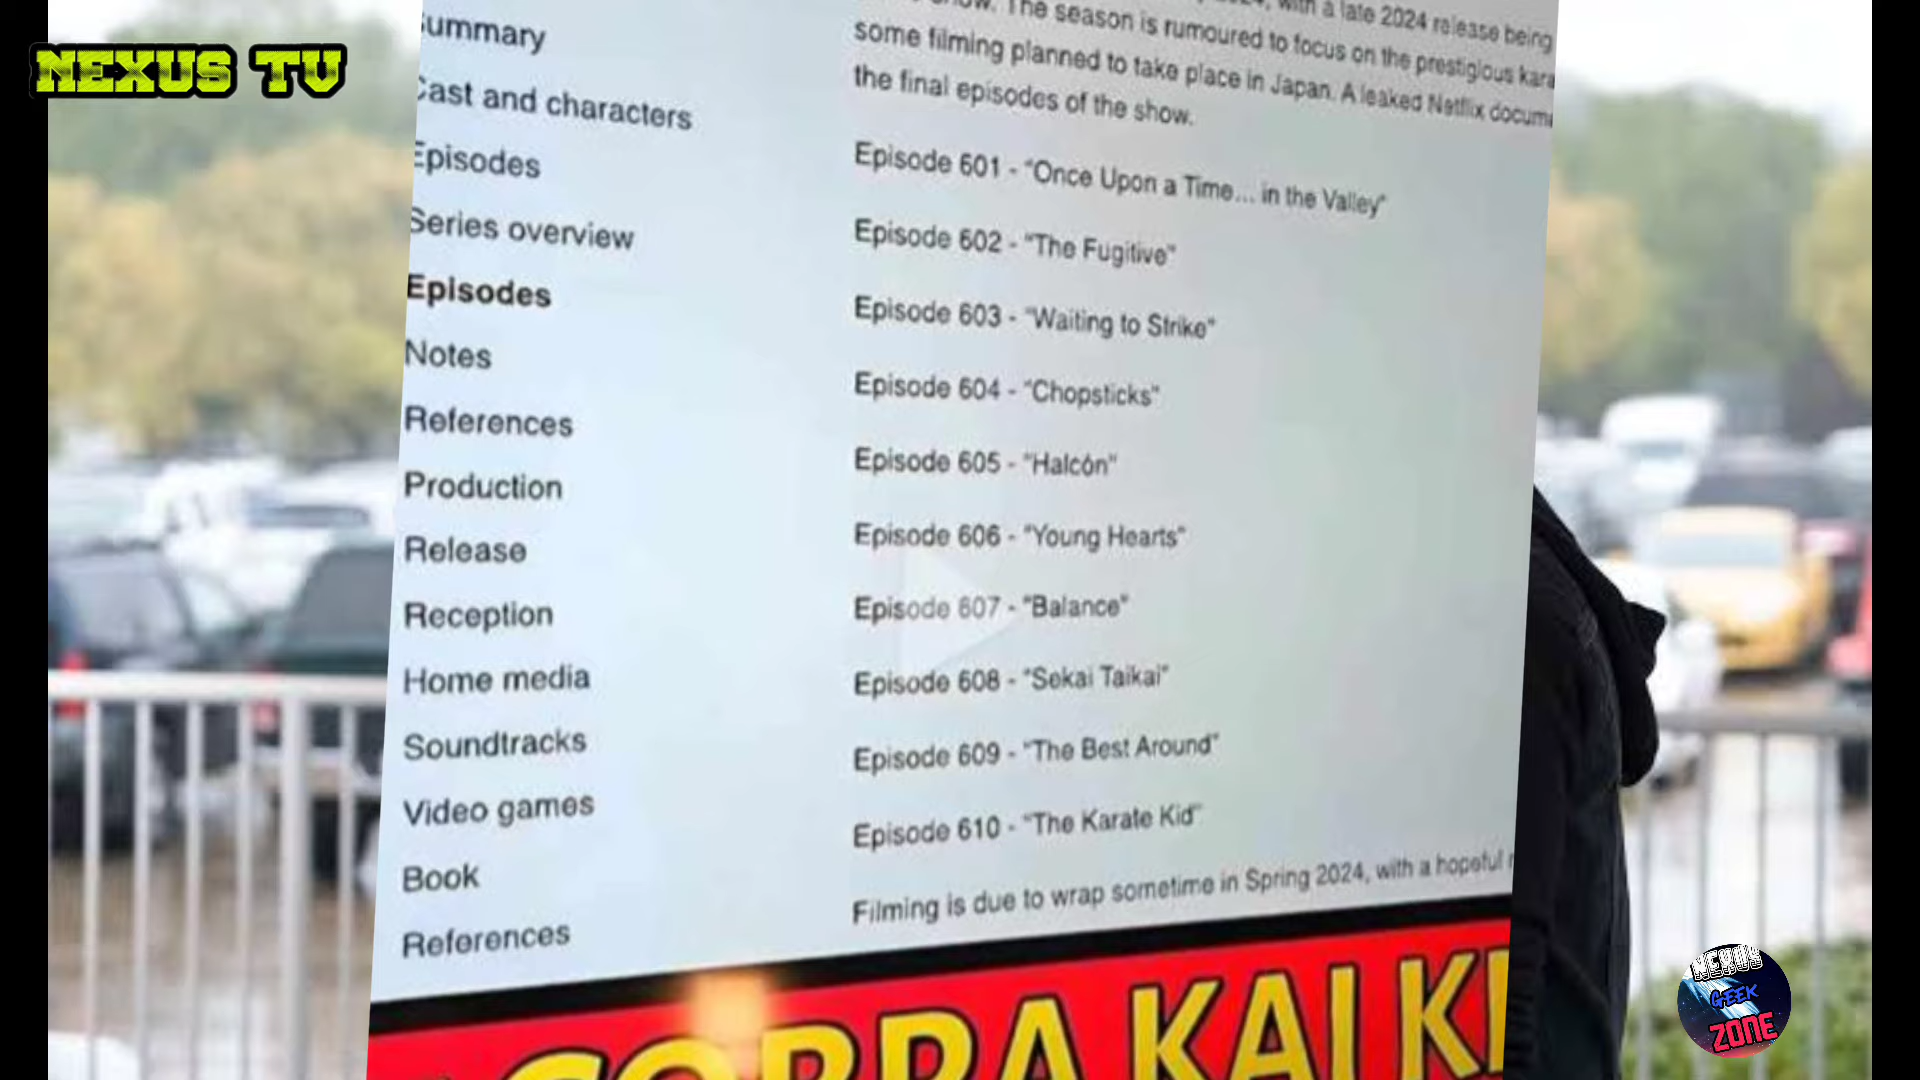 NEXUS TV
Summary
Cast and characters
Episodes
Series overview
Episodes
Notes
References
Production
Release
Reception
Home media
Soundtracks
Video games
Book
References
with a late 2024 release being
The season is rumoured to focus on the prestigious kara
some filming planned to take place in Japan. A leaked Netflix docume
the final episodes of the show.
Episode 601 - "Once Upon a Time... in the Valley"
Episode 602 - "The Fugitive"
Episode 603 - "Waiting to Strike"
Episode 604 - "Chopsticks"
Episode 605 - "Halcón"
Episode 606 - "Young Hearts"
Episode 607 - "Balance"
Episode 608 - "Sekai Taikai"
Episode 609 - "The Best Around"
Episode 610 - "The Karate Kid"
Filming is due to wrap sometime in Spring 2024, with a hopeful
COBRA KAI KI
NEXUS
GEEK
ZONE